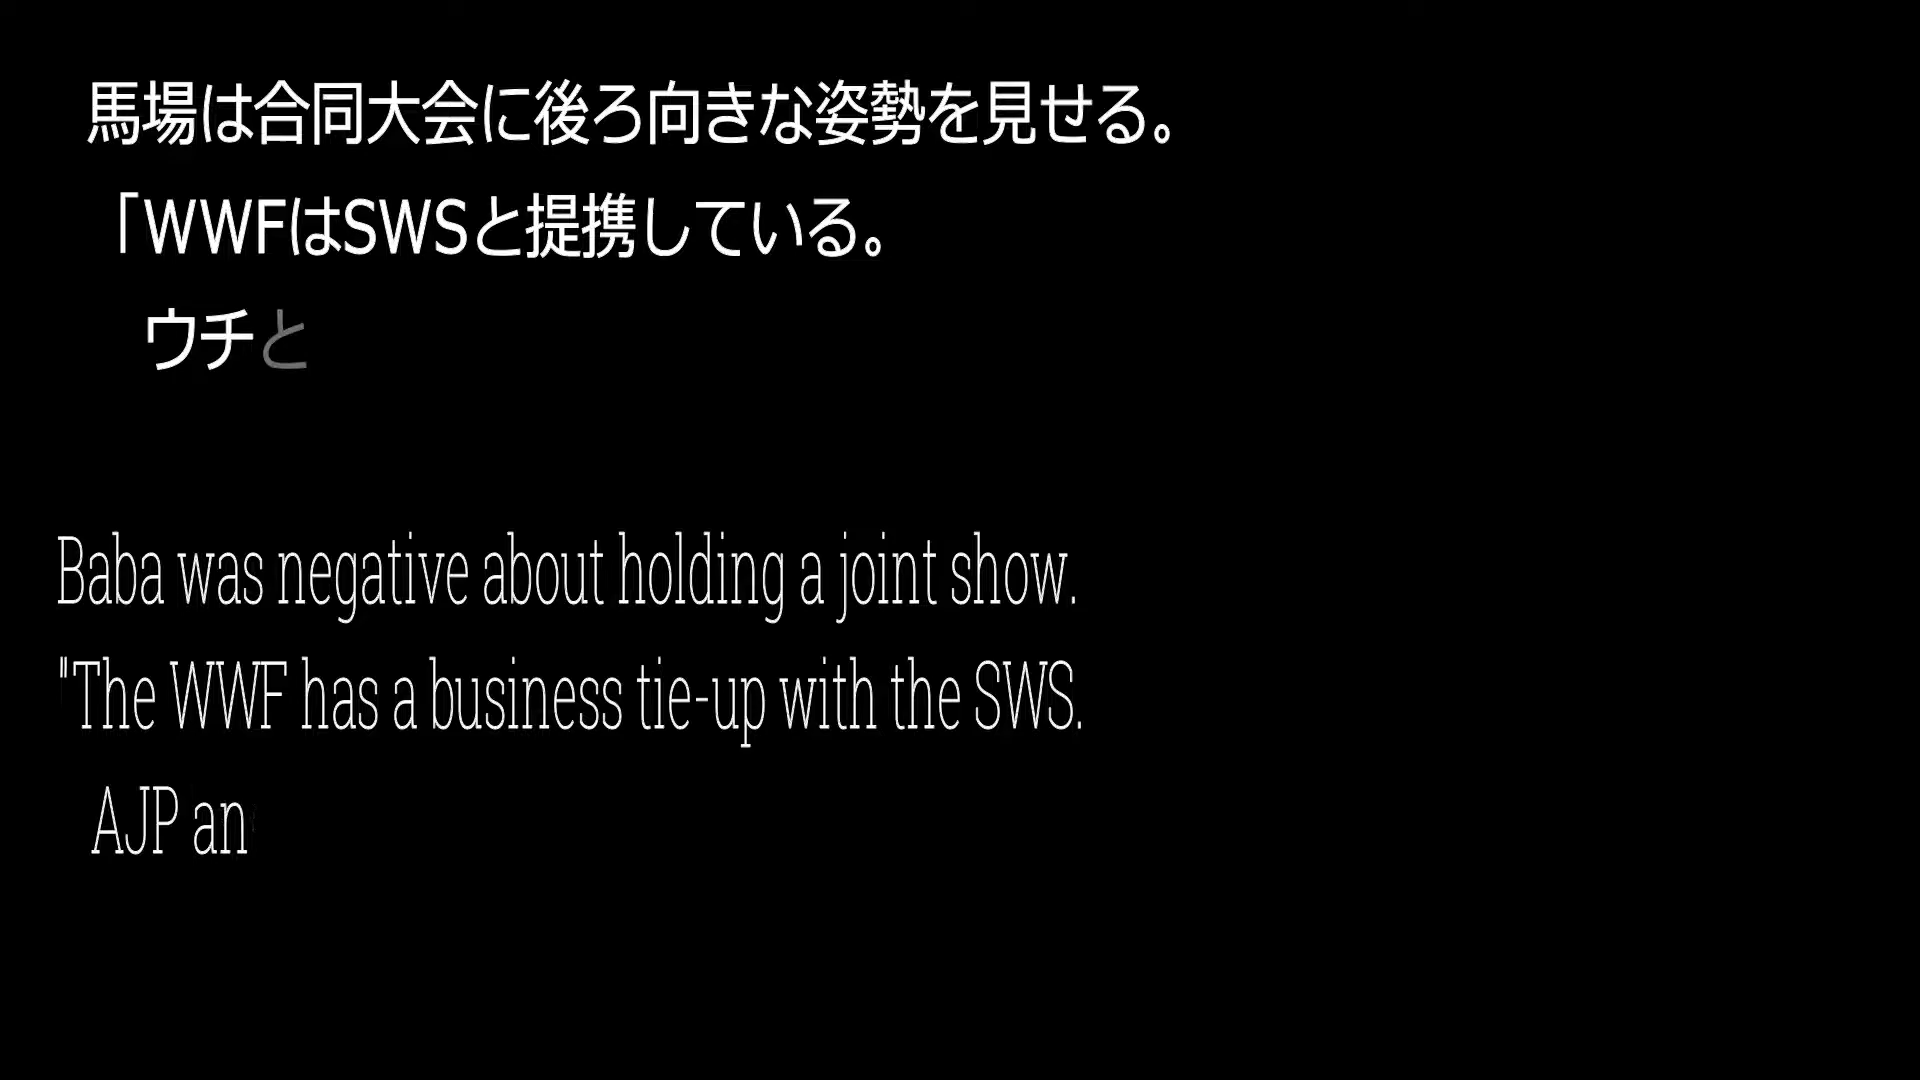 馬場は合同大会に後ろ向きな姿勢を見せる。
「WWFはSWSと提携している。
ウチと
Baba was negative about holding a joint show.
"The WWF has a business tie-up with the SWS.
AJP an